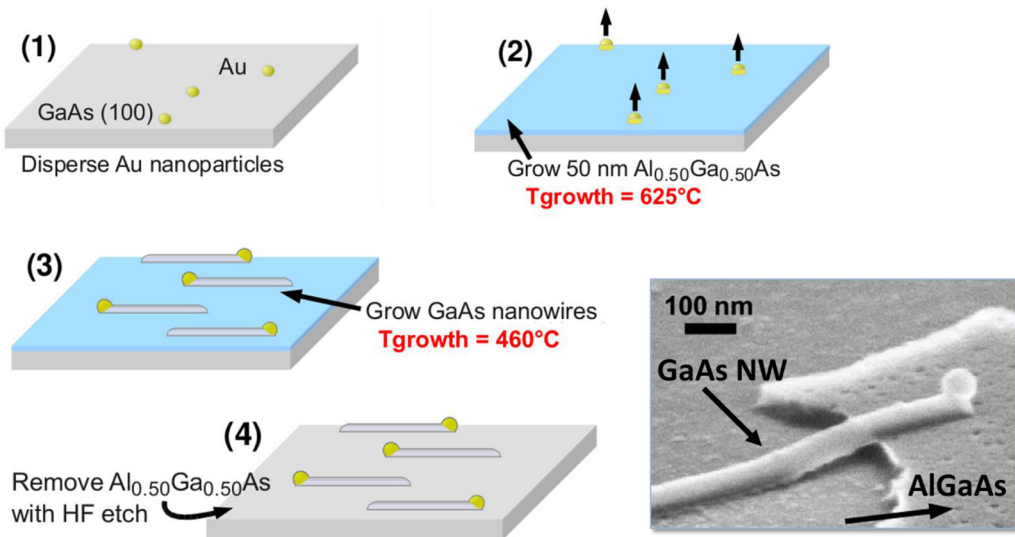 (1)
Au
GaAs (100)
Disperse Au nanoparticles
(2)
Grow 50 nm Al0.50Ga0.50As
Tgrowth = 625°C
(3)
Grow GaAs nanowires
Tgrowth = 460°C
(4)
Remove Al0.50Ga0.50As
with HF etch
100 nm
GaAs NW
AlGaAs